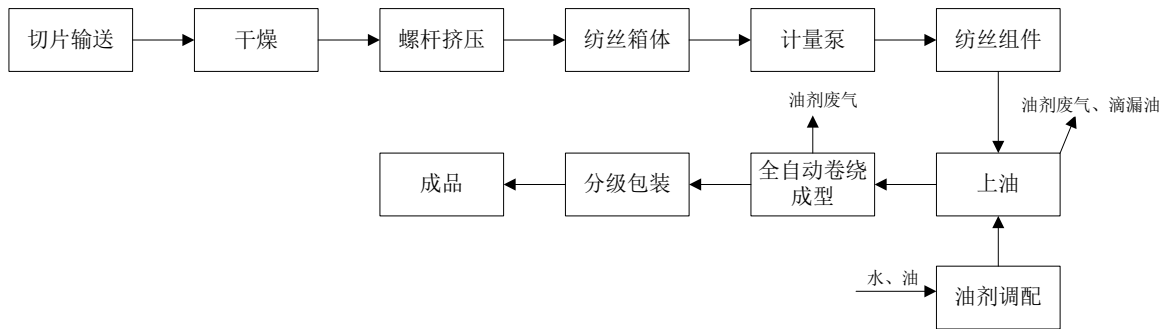 切片输送
干燥
螺杆挤压
纺丝箱体
计量泵
纺丝组件
油剂废气
油剂废气、滴漏油
成品
分级包装
全自动卷绕
成型
上油
水、油
油剂调配